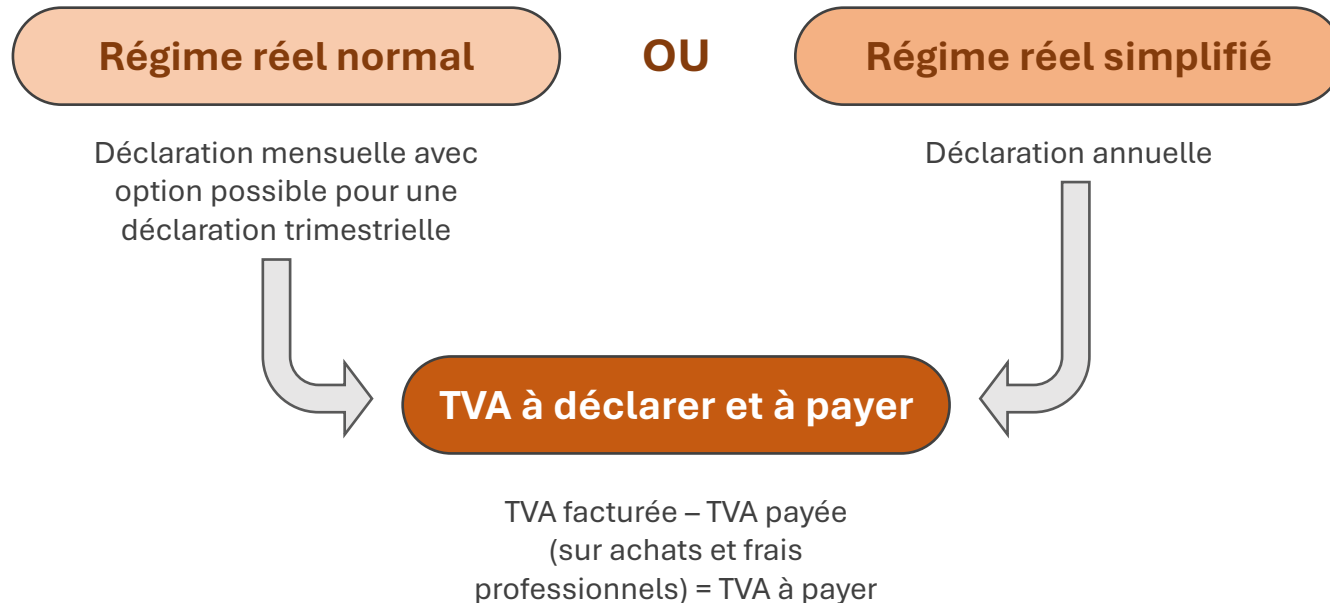 Régime réel normal
OU
Régime réel simplifié
Déclaration mensuelle avec
option possible pour une
déclaration trimestrielle
Déclaration annuelle
TVA à déclarer et à payer
TVA facturée – TVA payée
(sur achats et frais
professionnels) = TVA à payer